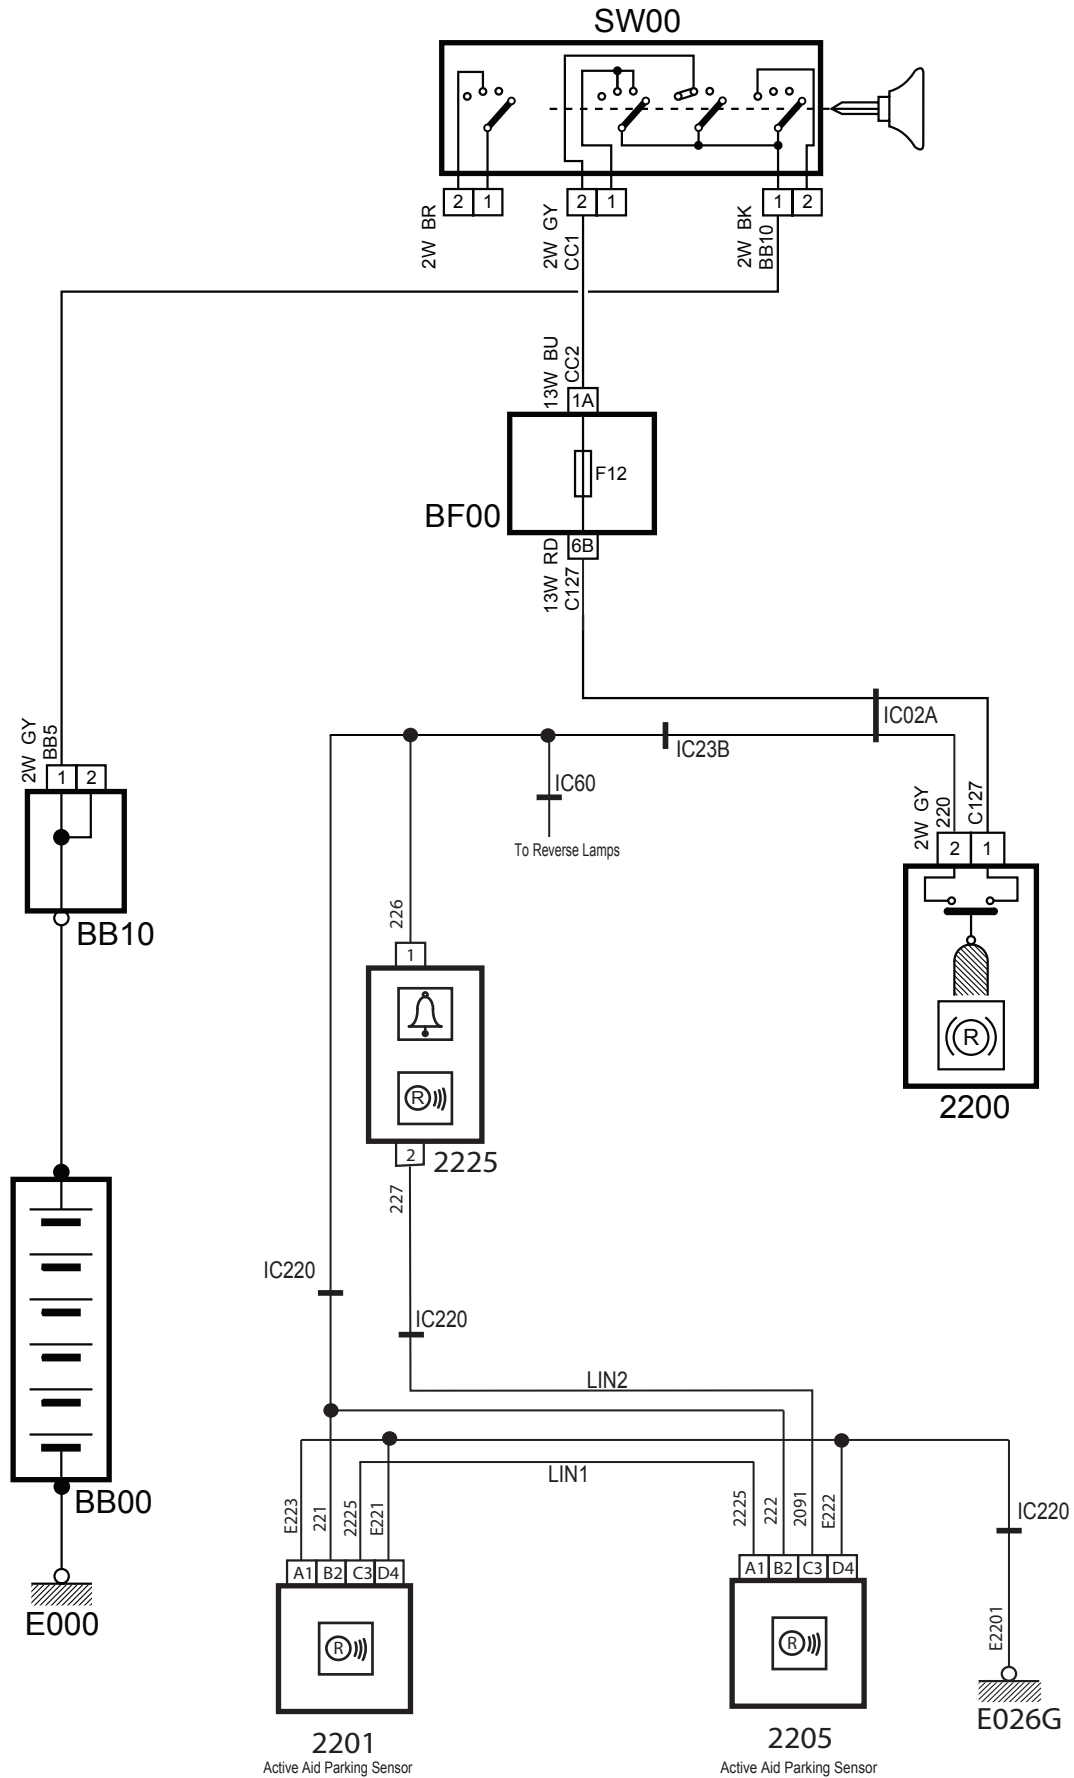 SW00
2 1
2 1
1 2
2W BR
2W GY
CC1
2W BK
BB10
13W BU
CC2
1A
F12
BF00
6B
13W RD
C127
IC02A
IC23B
IC60
To Reverse Lamps
2W GY
BB5
1 2
BB10
2W GY
220
C127
2 1
R
2200
226
1
R
2
2225
227
IC220
IC220
LIN2
LIN1
BB00
E000
E223
221
2225
E221
A1 B2 C3 D4
R
2201
Active Aid Parking Sensor
2225
222
2091
E222
A1 B2 C3 D4
R
2205
Active Aid Parking Sensor
IC220
E2201
E026G